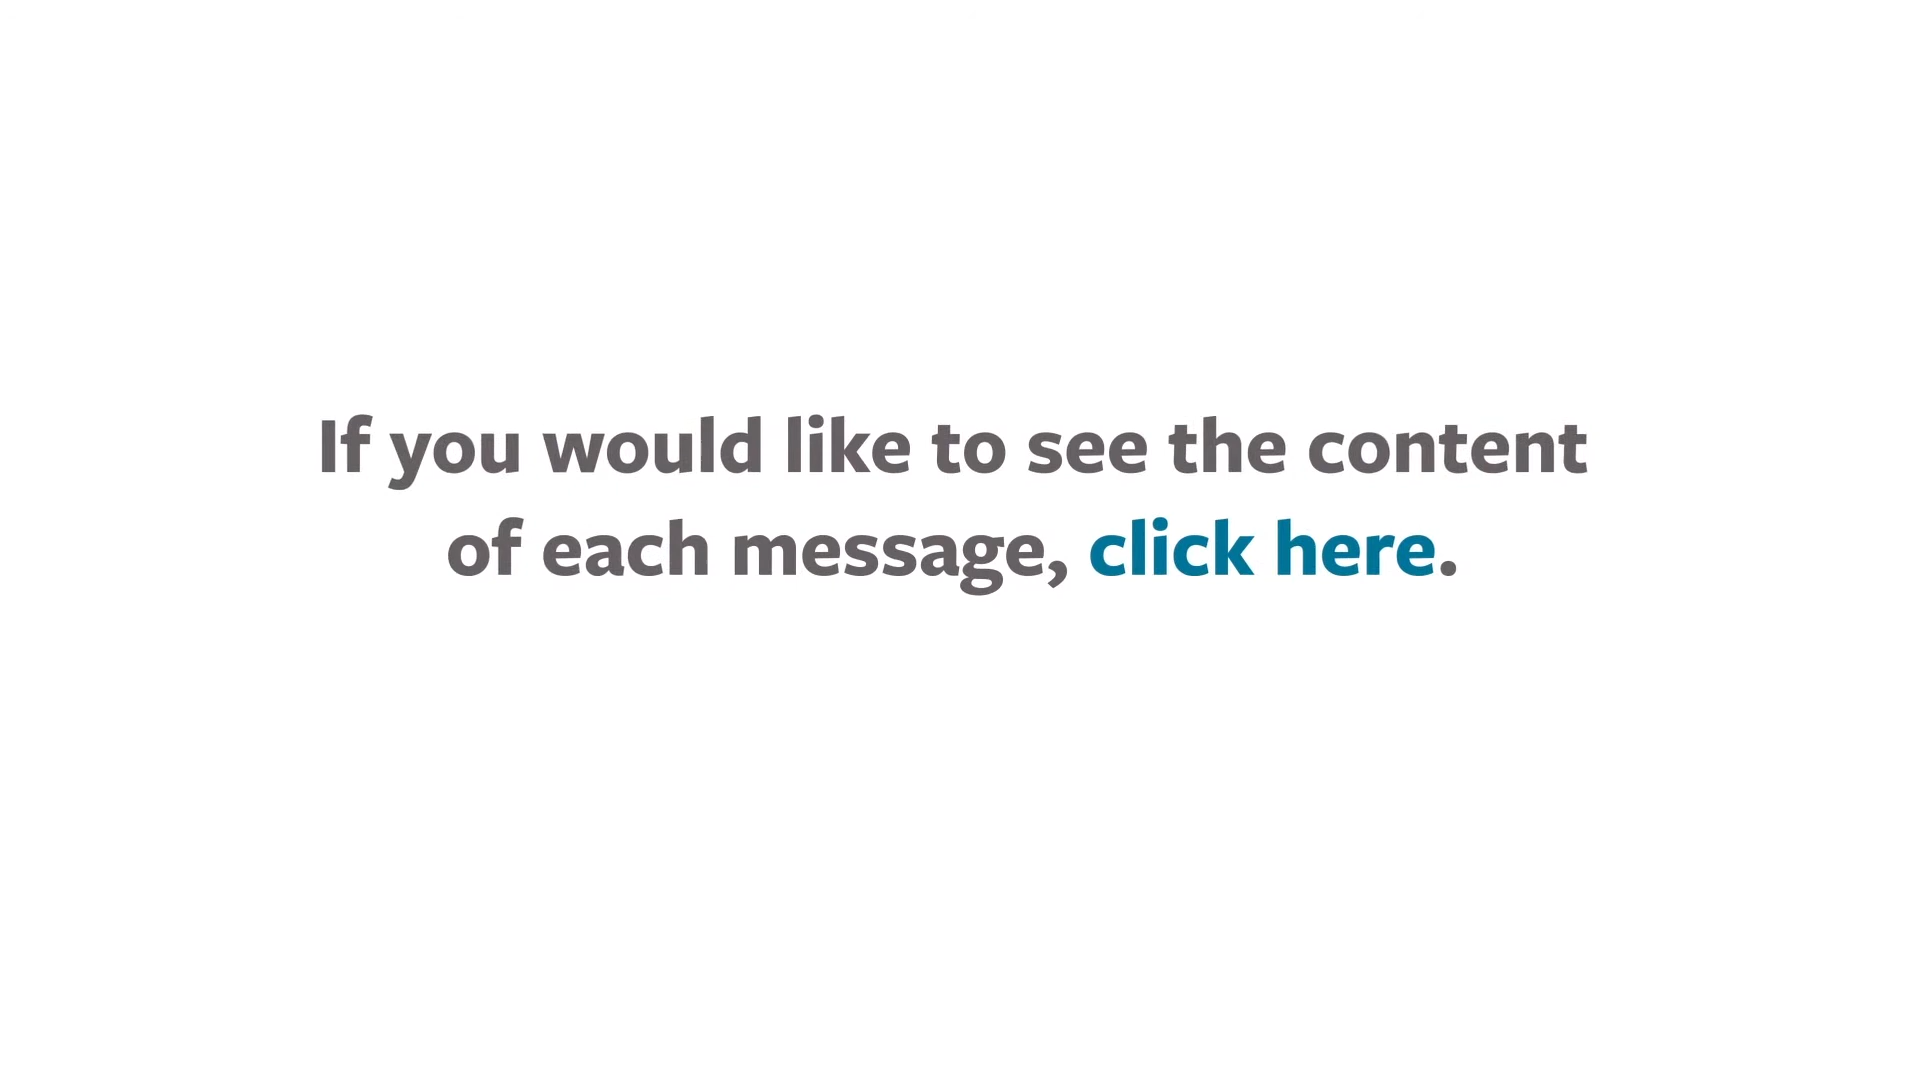 If you would like to see the content
of each message, click here.